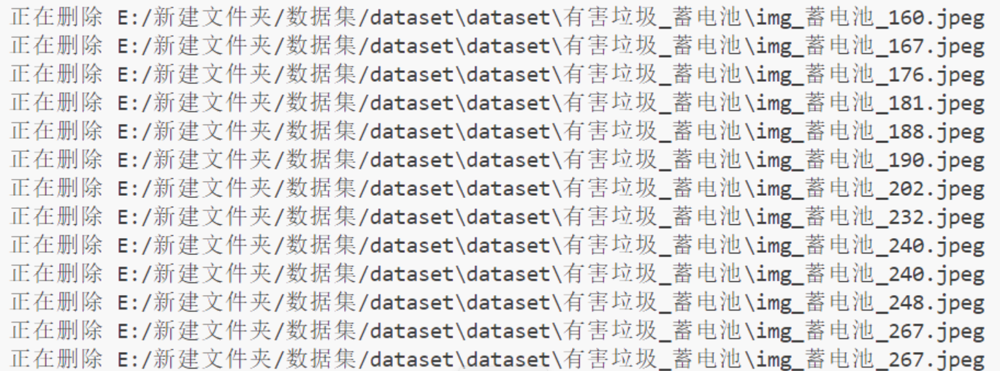 正在删除 E:/新建文件夹/数据集/dataset\dataset\有害垃圾_蓄电池\img_蓄电池_160.jpeg
正在删除 E:/新建文件夹/数据集/dataset\dataset\有害垃圾_蓄电池\img_蓄电池_167.jpeg
正在删除 E:/新建文件夹/数据集/dataset\dataset\有害垃圾_蓄电池\img_蓄电池_176.jpeg
正在删除 E:/新建文件夹/数据集/dataset\dataset\有害垃圾_蓄电池\img_蓄电池_181.jpeg
正在删除 E:/新建文件夹/数据集/dataset\dataset\有害垃圾_蓄电池\img_蓄电池_188.jpeg
正在删除 E:/新建文件夹/数据集/dataset\dataset\有害垃圾_蓄电池\img_蓄电池_190.jpeg
正在删除 E:/新建文件夹/数据集/dataset\dataset\有害垃圾_蓄电池\img_蓄电池_202.jpeg
正在删除 E:/新建文件夹/数据集/dataset\dataset\有害垃圾_蓄电池\img_蓄电池_232.jpeg
正在删除 E:/新建文件夹/数据集/dataset\dataset\有害垃圾_蓄电池\img_蓄电池_240.jpeg
正在删除 E:/新建文件夹/数据集/dataset\dataset\有害垃圾_蓄电池\img_蓄电池_240.jpeg
正在删除 E:/新建文件夹/数据集/dataset\dataset\有害垃圾_蓄电池\img_蓄电池_248.jpeg
正在删除 E:/新建文件夹/数据集/dataset\dataset\有害垃圾_蓄电池\img_蓄电池_267.jpeg
正在删除 E:/新建文件夹/数据集/dataset\dataset\有害垃圾_蓄电池\img_蓄电池_267.jpeg